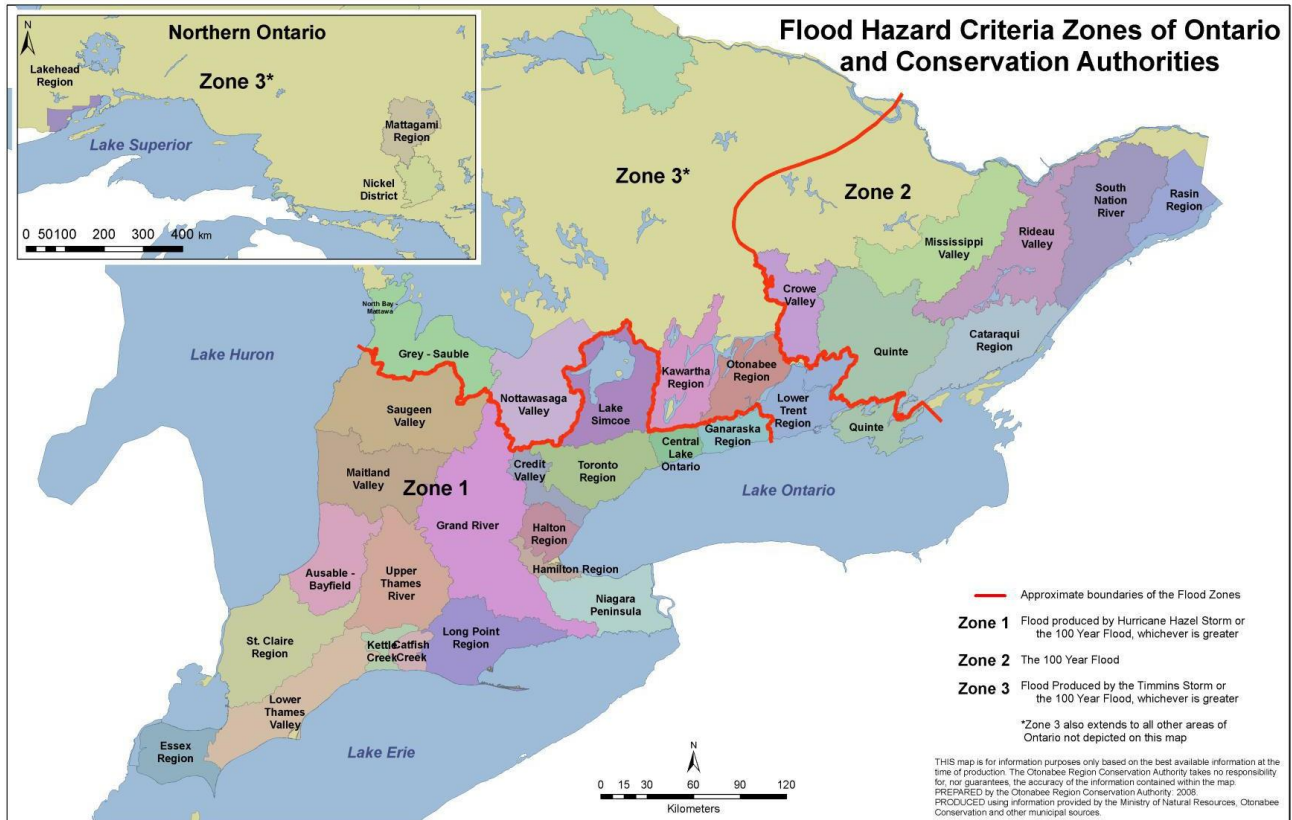 Flood Hazard Criteria Zones of Ontario
and Conservation Authorities
N
Northern Ontario
Lakehead
Region
Zone 3*
Mattagami
Region
Lake Superior
Nickel
District
0 50 100 200 300 400 km
Zone 3*
Zone 2
South
Nation
River
Rasin
Region
Rideau
Valley
Mississippi
Valley
Crowe
Valley
North Bay -
Mattawa
Lake Huron
Grey - Sauble
Cataraqui
Region
Quinte
Kawartha
Region
Otonabee
Region
Nottawasaga
Valley
Lake
Simcoe
Lower
Trent
Region
Saugeen
Valley
Quinte
Ganaraska
Region
Central
Lake
Ontario
Credit
Valley
Toronto
Region
Maitland
Valley
Zone 1
Lake Ontario
Grand River
Halton
Region
Hamilton Region
Ausable -
Bayfield
Upper
Thames
River
Niagara
Peninsula
St. Claire
Region
Kettle
Creek
Catfish
Creek
Long Point
Region
Lower
Thames
Valley
Essex
Region
Lake Erie
N
0 15 30 60 90 120
Kilometers
Approximate boundaries of the Flood Zones
Zone 1 Flood produced by Hurricane Hazel Storm or
the 100 Year Flood, whichever is greater
Zone 2 The 100 Year Flood
Zone 3 Flood Produced by the Timmins Storm or
the 100 Year Flood, whichever is greater
*Zone 3 also extends to all other areas of
Ontario not depicted on this map
THIS map is for information purposes only based on the best available information at the
time of production. The Otonabee Region Conservation Authority takes no responsibility
for, nor guarantees, the accuracy of the information contained within the map.
PREPARED by the Otonabee Region Conservation Authority: 2008.
PRODUCED using information provided by the Ministry of Natural Resources, Otonabee
Conservation and other municipal sources.